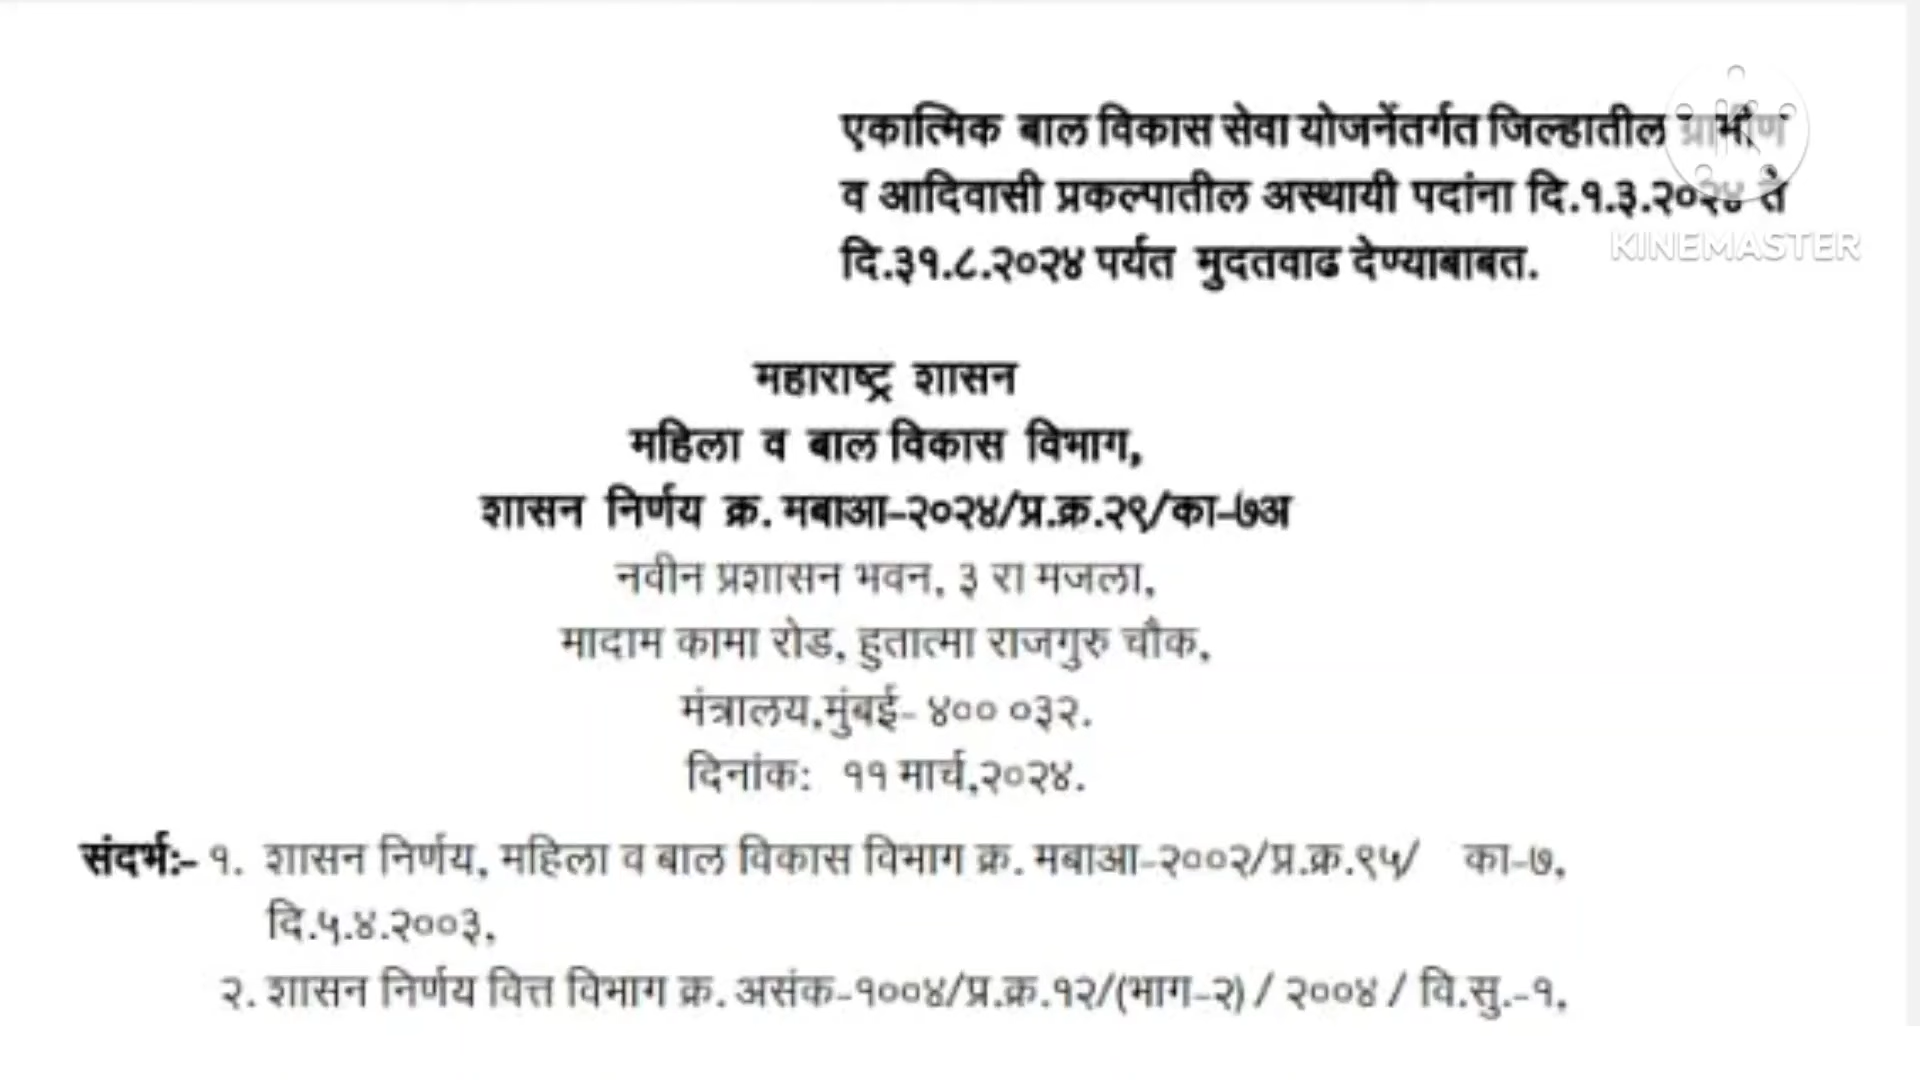 एकात्मिक बाल विकास सेवा योजनेंतर्गत जिल्हातील ग्रामीण
व आदिवासी प्रकल्पातील अस्थायी पदांना दि.१.३.२०२४ ते
दि.३१.८.२०२४ पर्यत मुदतवाढ देण्याबाबत.
KINEMASTER
महाराष्ट्र शासन
महिला व बाल विकास विभाग,
शासन निर्णय क्र. मबाआ-२०२४/प्र.क्र.२९/का-७अ
नवीन प्रशासन भवन, ३ रा मजला,
मादाम कामा रोड, हुतात्मा राजगुरु चौक,
मंत्रालय,मुंबई- ४०० ०३२.
दिनांक: ११ मार्च,२०२४.
संदर्भ:- १. शासन निर्णय, महिला व बाल विकास विभाग क्र. मबाआ-२००२/प्र.क्र.९५/ का-७,
दि.५.४.२००३,
२. शासन निर्णय वित्त विभाग क्र. असंक-१००४/प्र.क्र.१२/(भाग-२) / २००४ / वि.सु.-१,